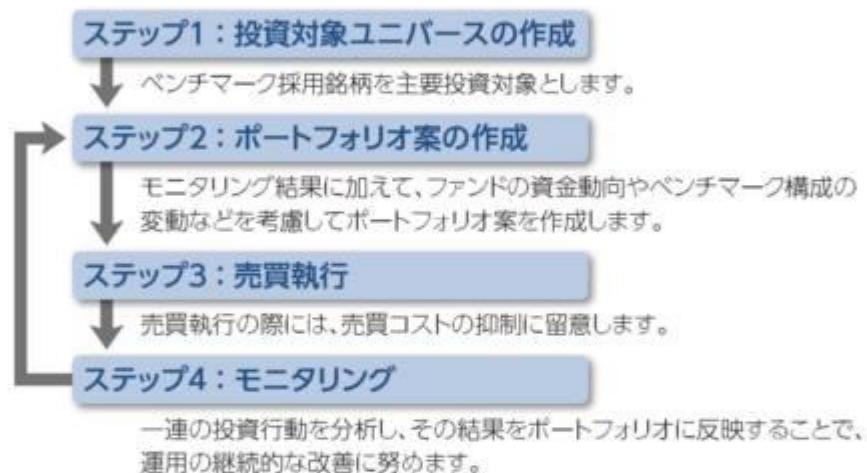 ステップ1：投資対象ユニバースの作成
ベンチマーク採用銘柄を主要投資対象とします。
ステップ2：ポートフォリオ案の作成
モニタリング結果に加えて、ファンドの資金動向やベンチマーク構成の
変動などを考慮してポートフォリオ案を作成します。
ステップ3：売買執行
売買執行の際には、売買コストの抑制に留意します。
ステップ4：モニタリング
一連の投資行動を分析し、その結果をポートフォリオに反映することで、
運用の継続的な改善に努めます。